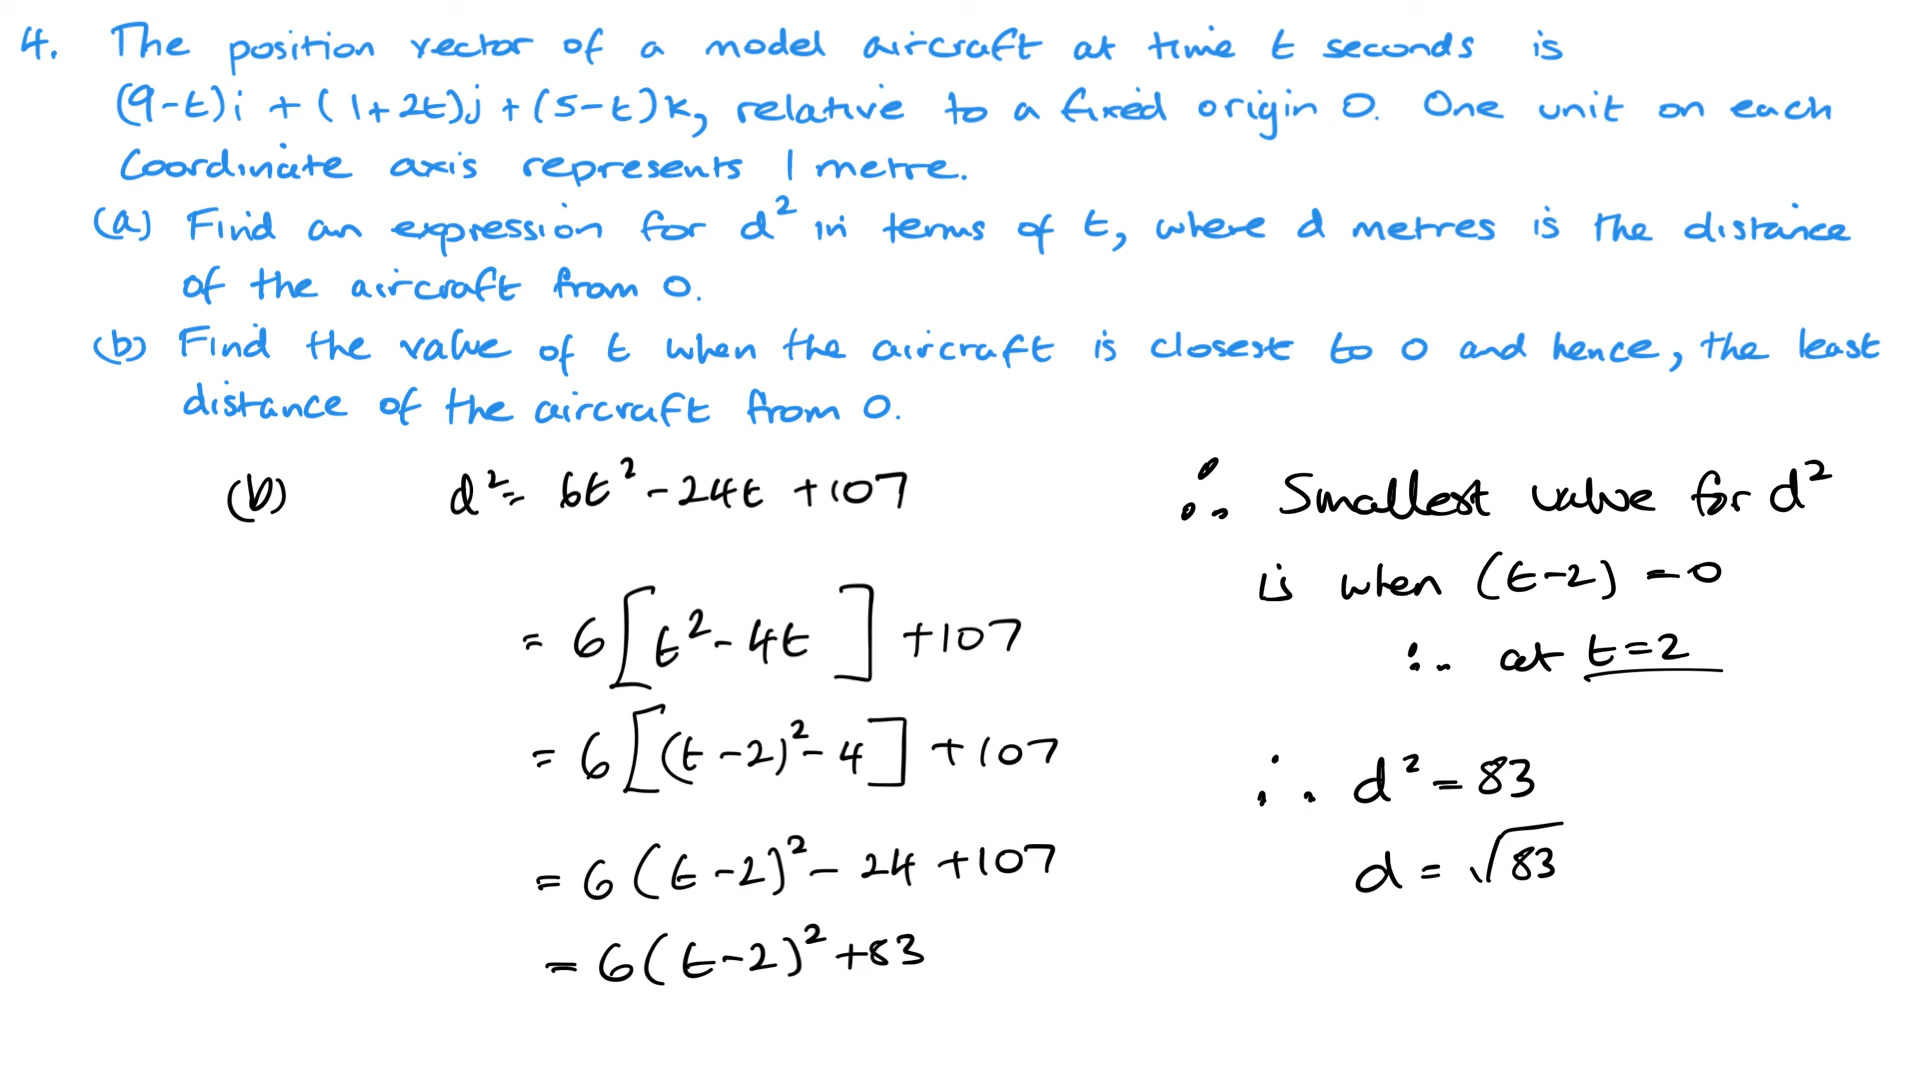 4. The position vector of a model aircraft at time t seconds is
(9-t)i + (1+2t)j + (5-t)k, relative to a fixed origin O. One unit on each
Coordinate axis represents 1 metre.
(a) Find an expression for d² in terms of t, where d metres is the distance
of the aircraft from O.
(b) Find the value of t when the aircraft is closest to O and hence, the least
distance of the aircraft from O.
(b) d² = 6t² - 24t + 107
= 6[t² - 4t ] + 107
= 6[(t-2)² - 4] + 107
= 6(t-2)² - 24 + 107
= 6(t-2)² + 83
∴ Smallest value for d²
is when (t-2) = 0
∴ at t=2
∴ d² = 83
d = √83